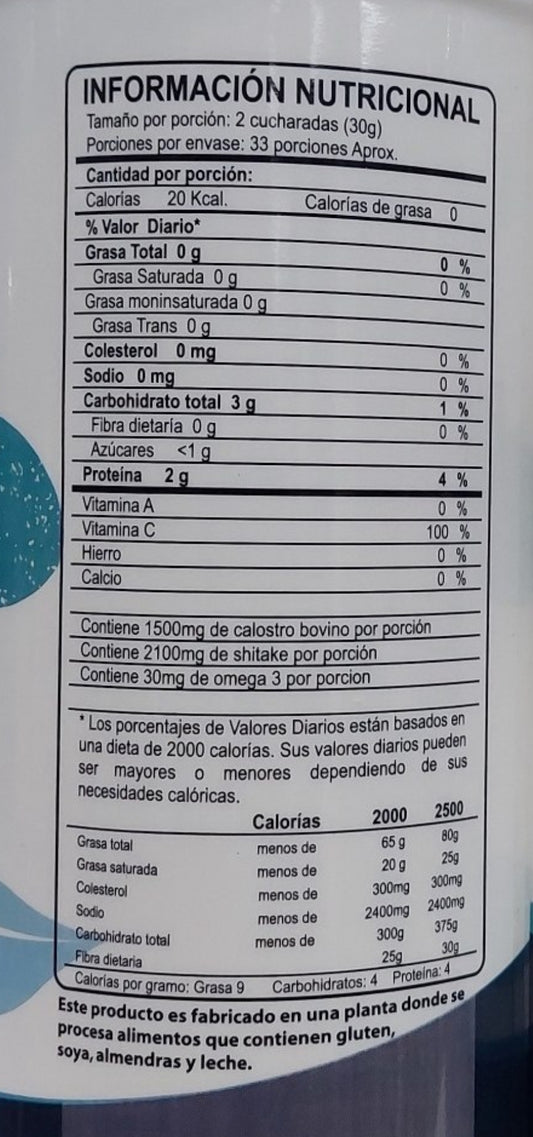 INFORMACIÓN NUTRICIONAL
Tamaño por porción: 2 cucharadas (30g)
Porciones por envase: 33 porciones Aprox.
Cantidad por porción:
Calorías 20 Kcal. Calorías de grasa 0
% Valor Diario*
Grasa Total 0 g 0 %
Grasa Saturada 0 g 0 %
Grasa moninsaturada 0 g
Grasa Trans 0 g
Colesterol 0 mg 0 %
Sodio 0 mg 0 %
Carbohidrato total 3 g 1 %
Fibra dietaría 0 g 0 %
Azúcares <1 g
Proteína 2 g 4 %
Vitamina A 0 %
Vitamina C 100 %
Hierro 0 %
Calcio 0 %
Contiene 1500mg de calostro bovino por porción
Contiene 2100mg de shitake por porción
Contiene 30mg de omega 3 por porcion
* Los porcentajes de Valores Diarios están basados en
una dieta de 2000 calorías. Sus valores diarios pueden
ser mayores o menores dependiendo de sus
necesidades calóricas.
Calorías 2000 2500
Grasa total menos de 65 g 80g
Grasa saturada menos de 20 g 25g
Colesterol menos de 300mg 300mg
Sodio menos de 2400mg 2400mg
Carbohidrato total menos de 300g 375g
Fibra dietaria 25g 30g
Calorías por gramo: Grasa 9 Carbohidratos: 4 Proteína: 4
Este producto es fabricado en una planta donde se
procesa alimentos que contienen gluten,
soya, almendras y leche.